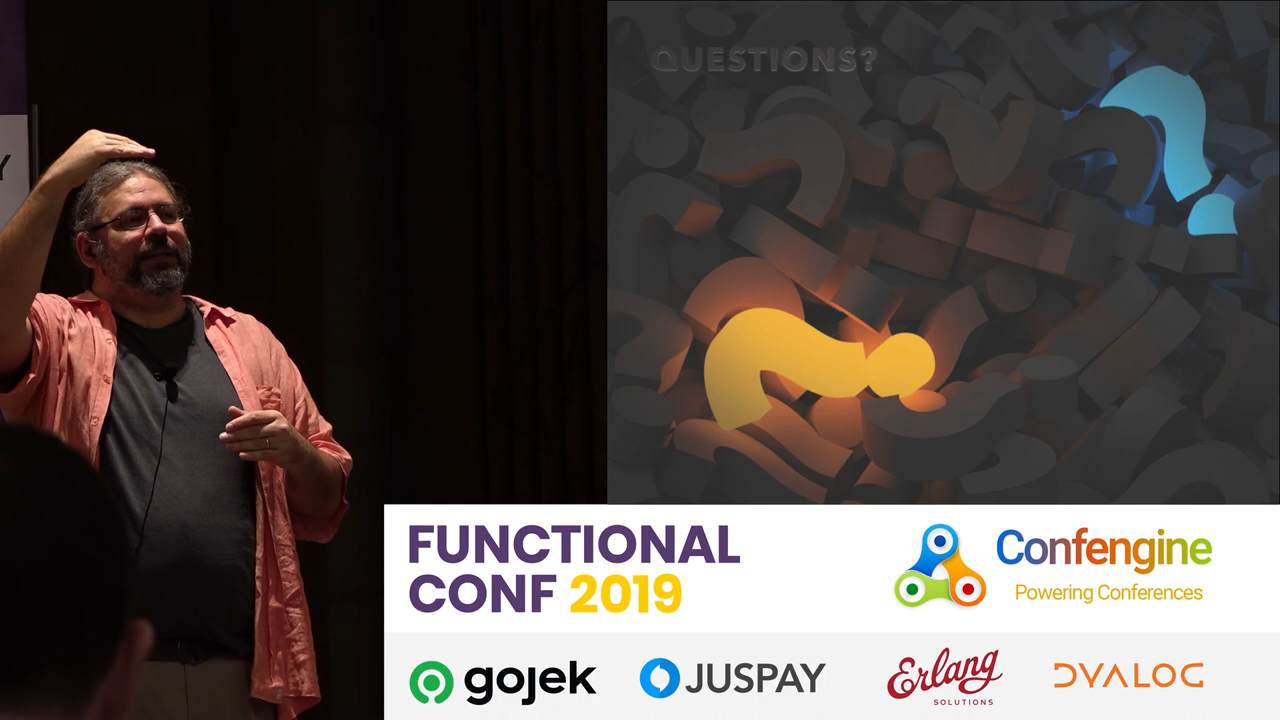 Y
QUESTIONS?
FUNCTIONAL
CONF 2019
Confengine
Powering Conferences
gojek
JUSPAY
Erlang
SOLUTIONS
DYALOG